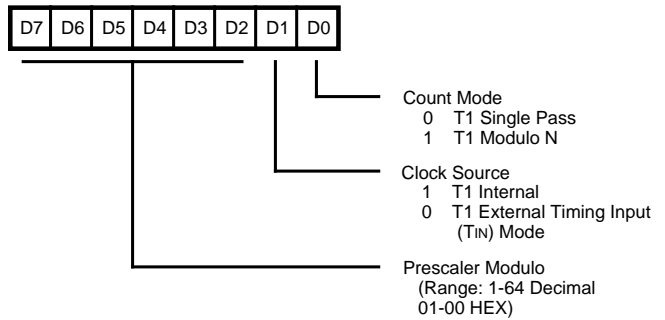 D7 D6 D5 D4 D3 D2 D1 D0
Count Mode
0 T1 Single Pass
1 T1 Modulo N
Clock Source
1 T1 Internal
0 T1 External Timing Input
(TIN) Mode
Prescaler Modulo
(Range: 1-64 Decimal
01-00 HEX)